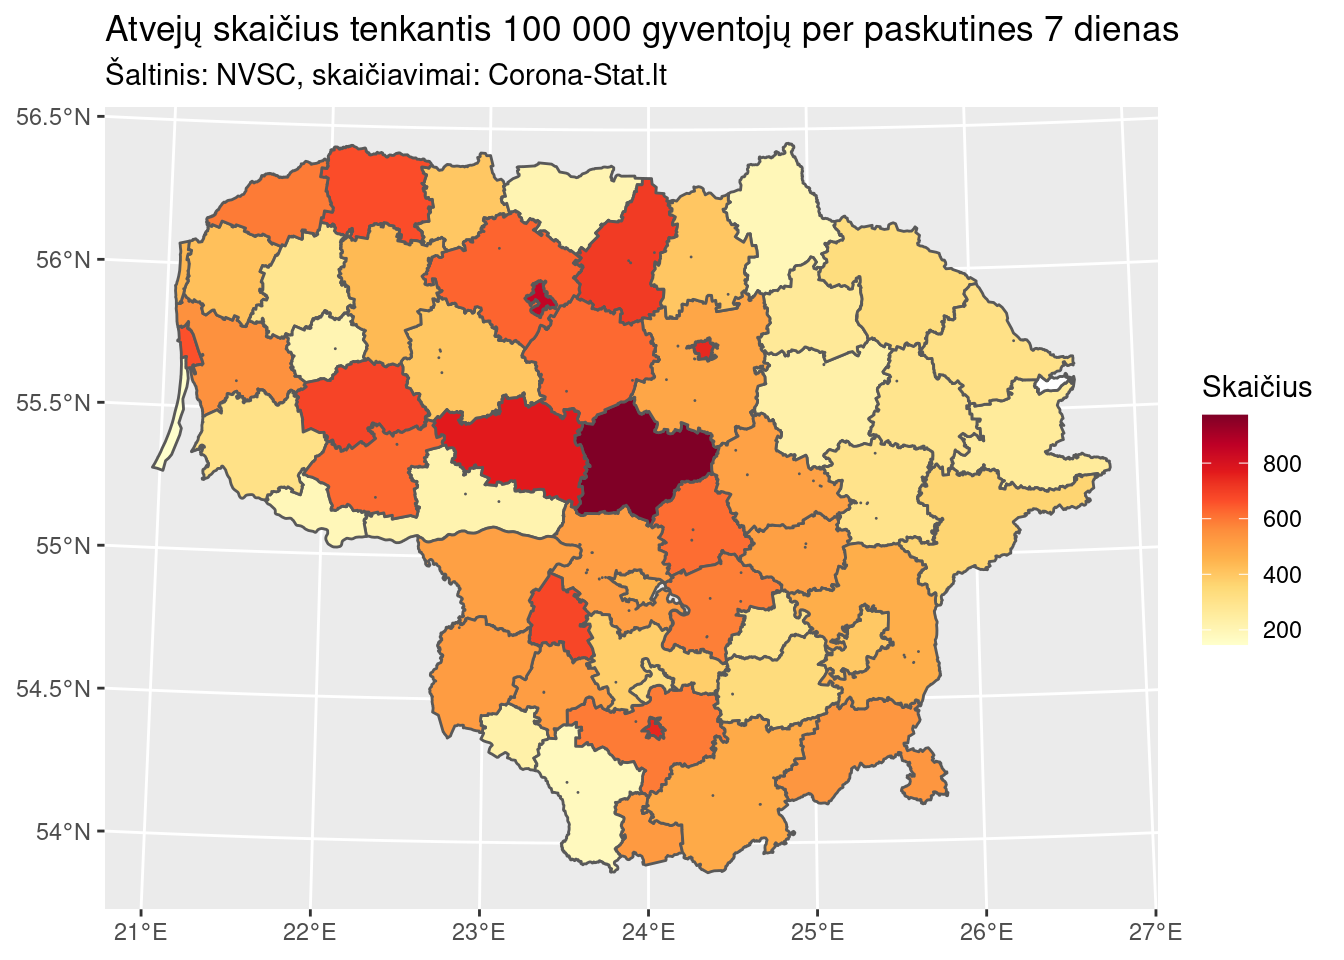 Atvejų skaičius tenkantis 100 000 gyventojų per paskutines 7 dienas
Šaltinis: NVSC, skaičiavimai: Corona-Stat.lt
56.5°N
56°N
55.5°N
55°N
54.5°N
54°N
21°E
22°E
23°E
24°E
25°E
26°E
27°E
Skaičius
800
600
400
200